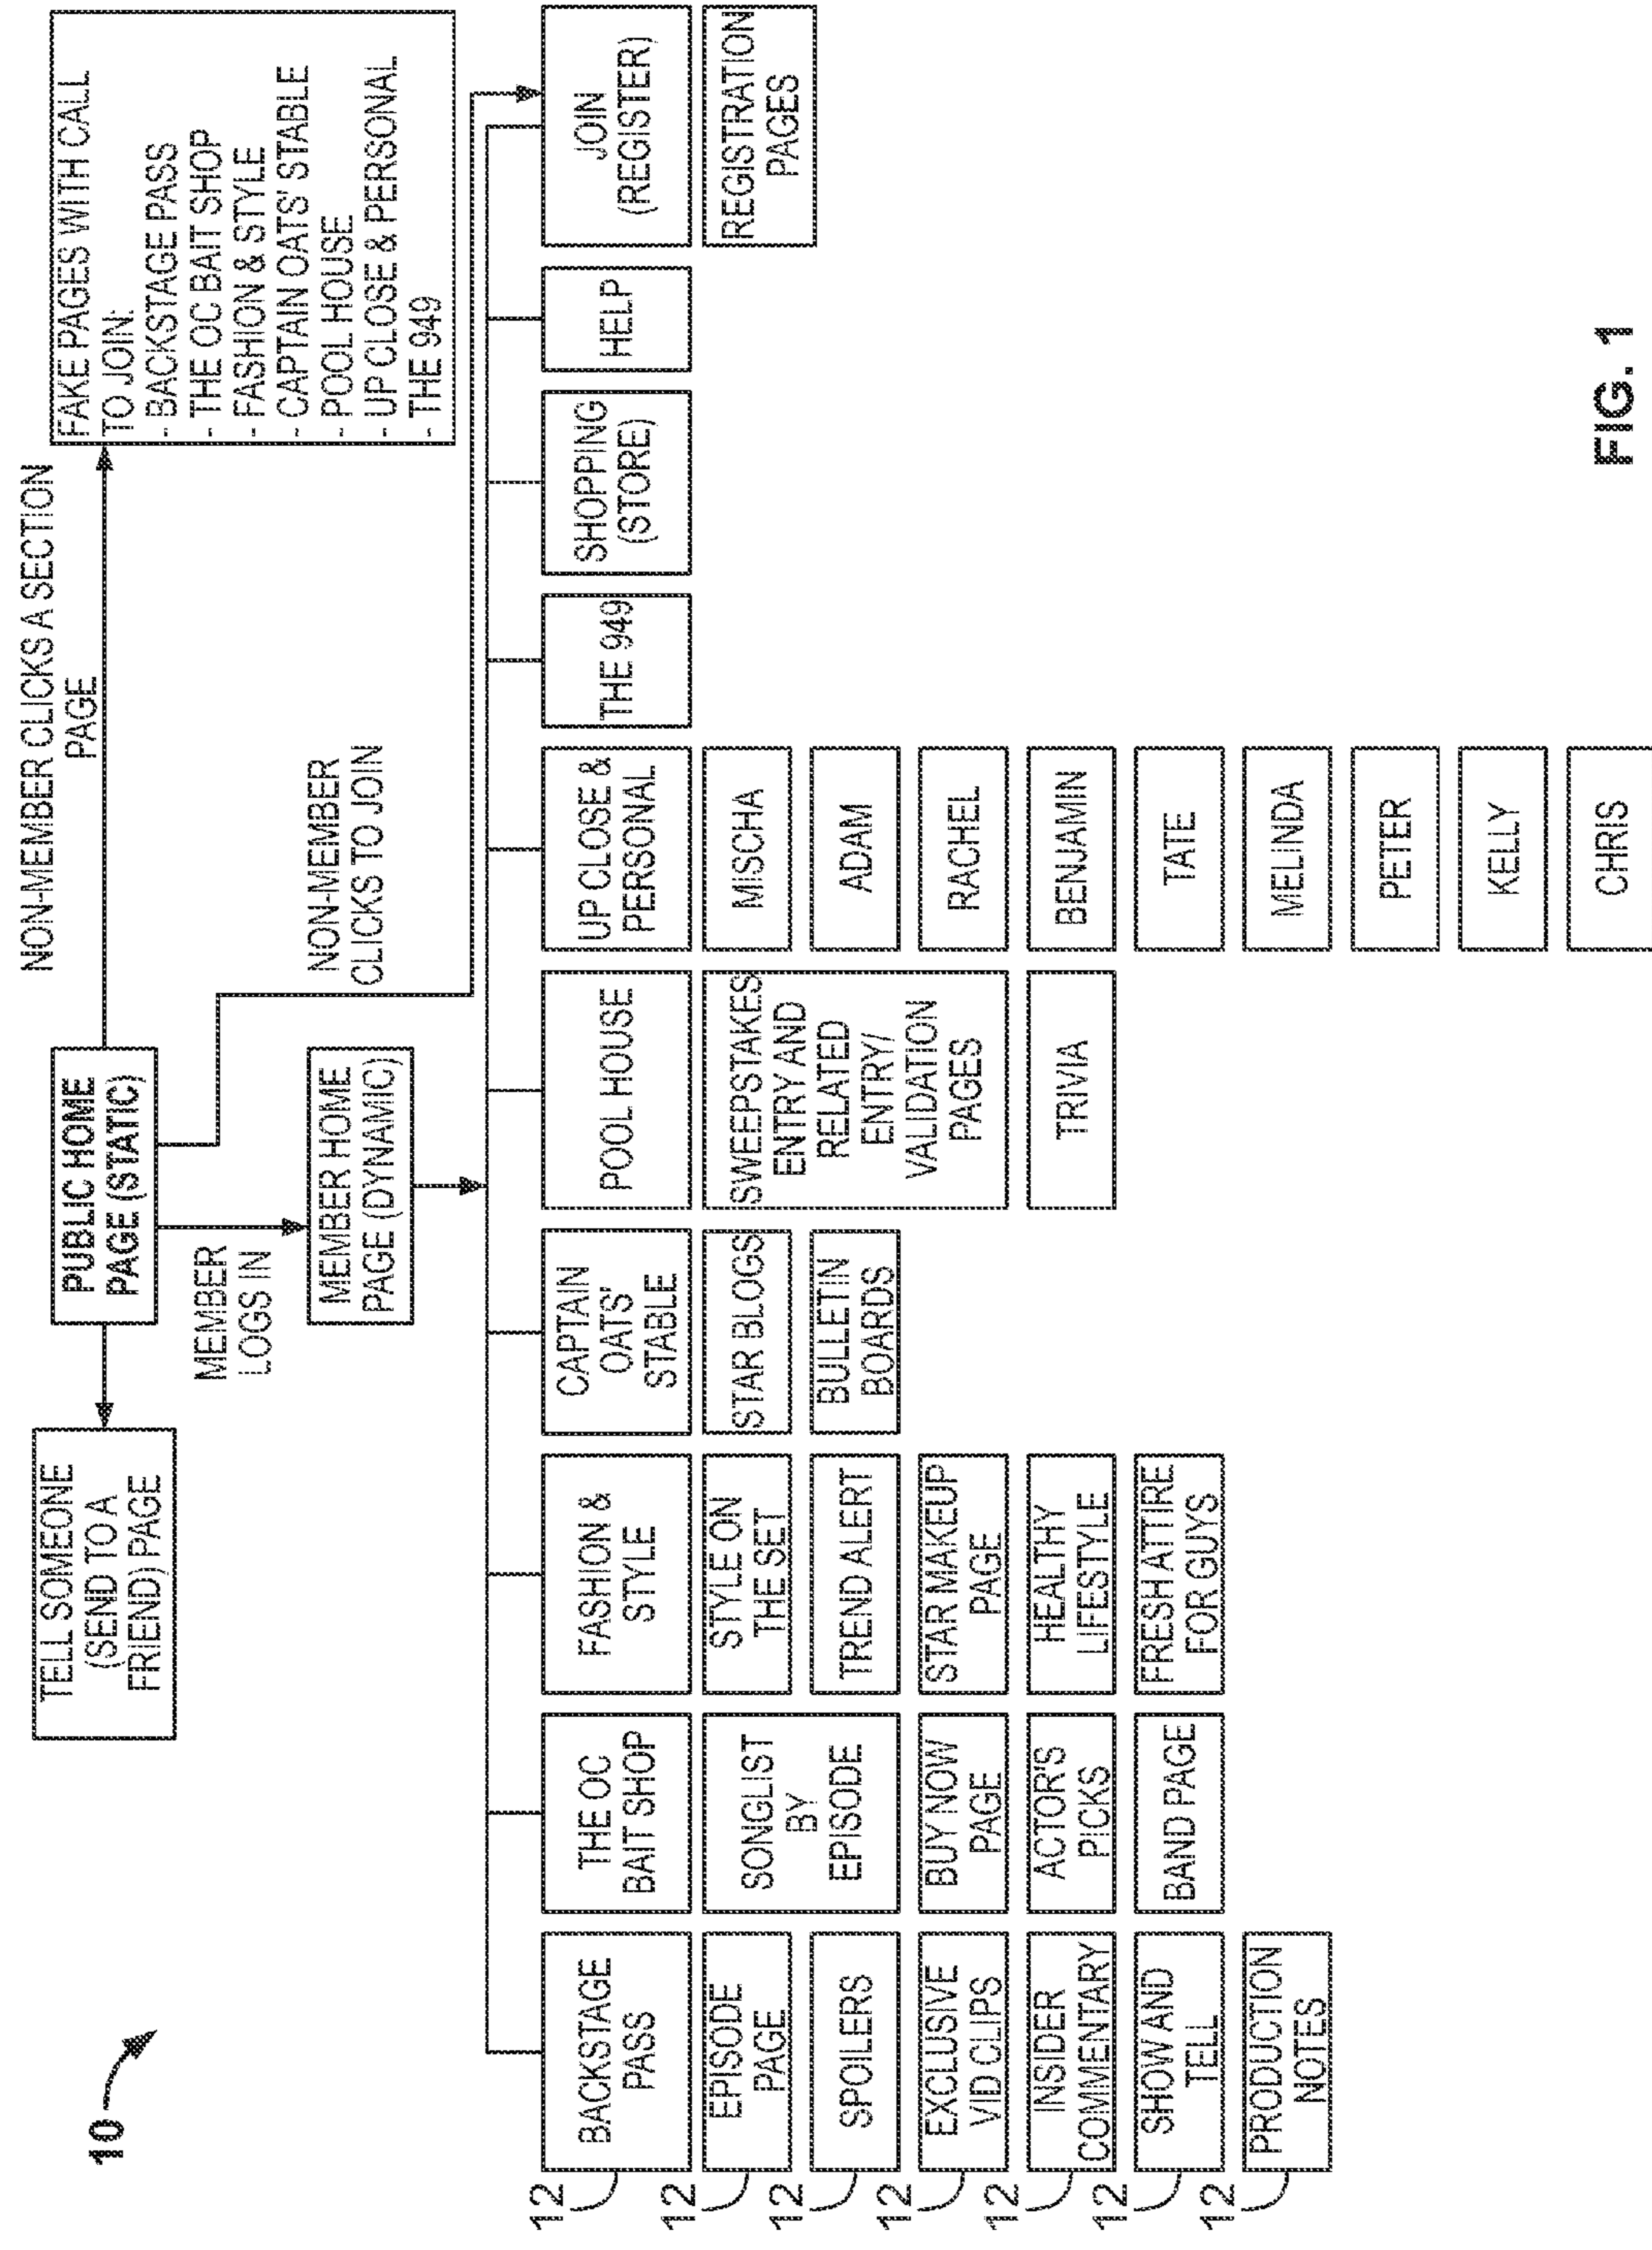 10
TELL SOMEONE
(SEND TO A
FRIEND) PAGE
PUBLIC HOME
PAGE (STATIC)
NON-MEMBER CLICKS A SECTION
PAGE
FAKE PAGES WITH CALL
TO JOIN:
- BACKSTAGE PASS
- THE OC BAIT SHOP
- FASHION & STYLE
- CAPTAIN OATS' STABLE
- POOL HOUSE
- UP CLOSE & PERSONAL
- THE 949
MEMBER
LOGS IN
MEMBER HOME
PAGE (DYNAMIC)
NON-MEMBER
CLICKS TO JOIN
12
BACKSTAGE
PASS
12
EPISODE
PAGE
12
SPOILERS
12
EXCLUSIVE
VID CLIPS
12
INSIDER
COMMENTARY
12
SHOW AND
TELL
12
PRODUCTION
NOTES
THE OC
BAIT SHOP
SONGLIST
BY
EPISODE
BUY NOW
PAGE
ACTOR'S
PICKS
BAND PAGE
FASHION &
STYLE
STYLE ON
THE SET
TREND ALERT
STAR MAKEUP
PAGE
HEALTHY
LIFESTYLE
FRESH ATTIRE
FOR GUYS
CAPTAIN
OATS'
STABLE
STAR BLOGS
BULLETIN
BOARDS
POOL HOUSE
SWEEPSTAKES
ENTRY AND
RELATED
ENTRY/
VALIDATION
PAGES
TRIVIA
UP CLOSE &
PERSONAL
MISCHA
ADAM
RACHEL
BENJAMIN
TATE
MELINDA
PETER
KELLY
CHRIS
THE 949
SHOPPING
(STORE)
HELP
JOIN
(REGISTER)
REGISTRATION
PAGES
FIG. 1